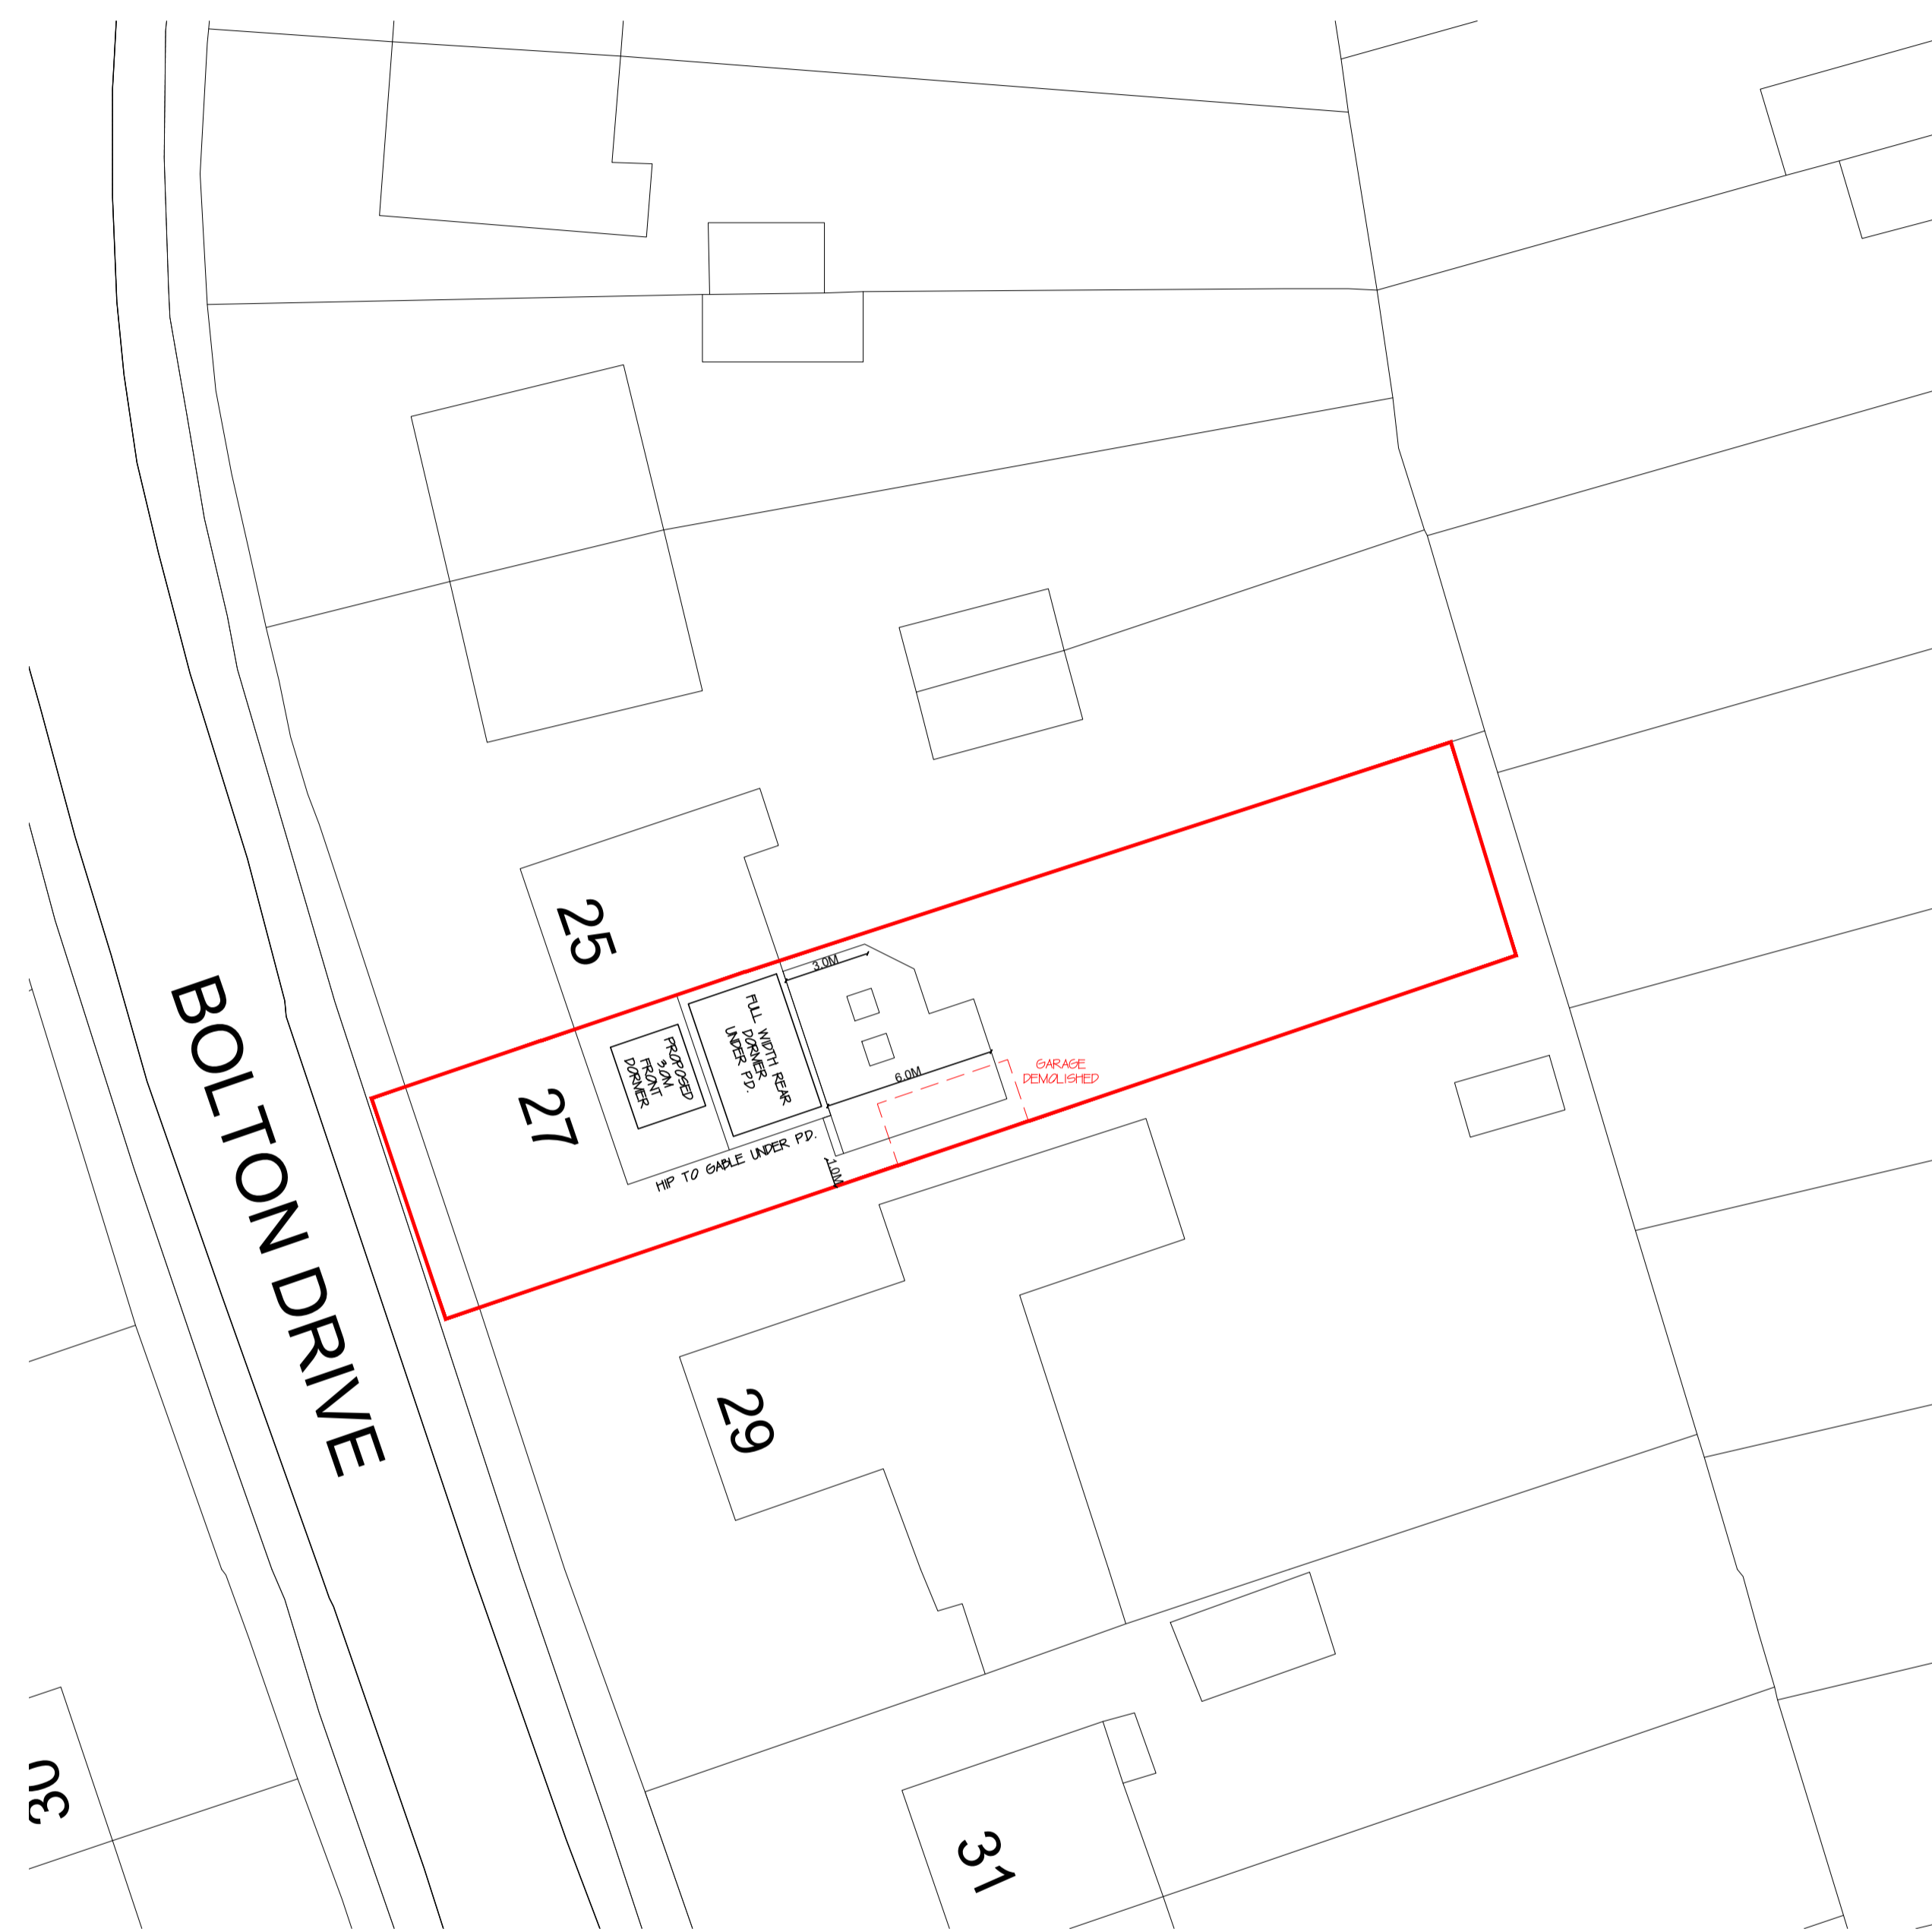 25
3.0M
FULL WIDTH REAR
DORMER
UNDER P.D.
PROPOSED
3.0M
FRONT
DORMER
6.0M
GARAGE
DEMOLISHED
27
HIP TO GABLE UNDER P.D.
1.0M
BOLTON DRIVE
29
31